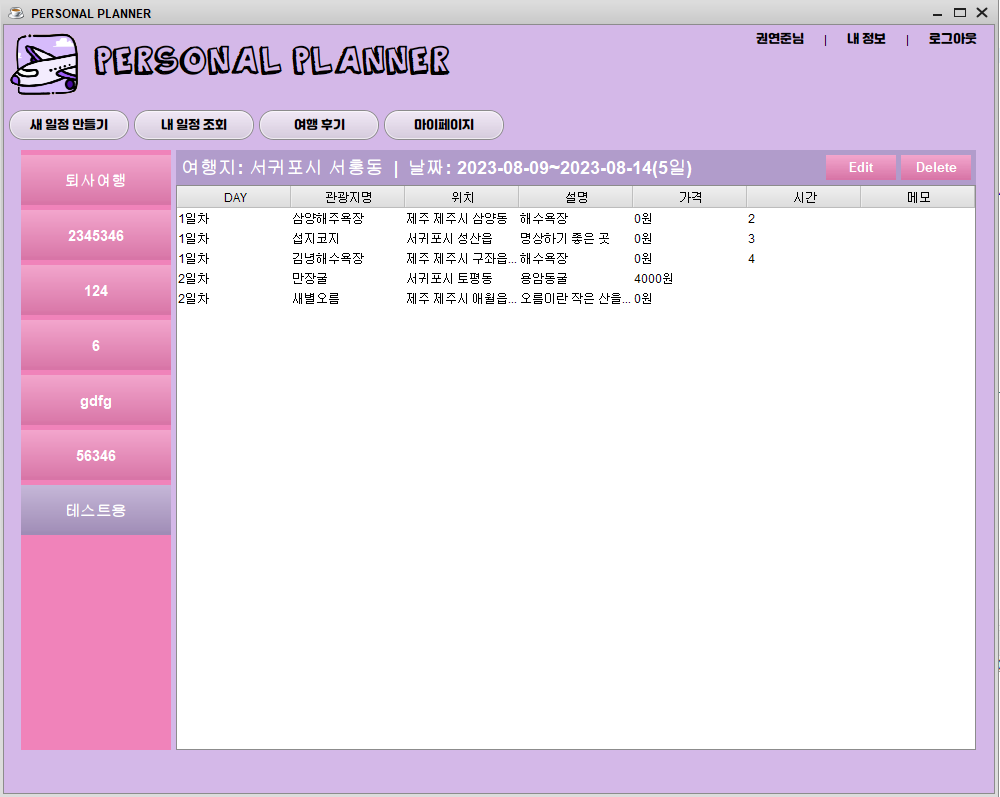 PERSONAL PLANNER
권연준님 | 내 정보 | 로그아웃
PERSONAL PLANNER
새 일정 만들기 내 일정 조회 여행 후기 마이페이지
퇴사여행
2345346
124
6
gdfg
56346
테스트용
여행지: 서귀포시 서홍동 | 날짜: 2023-08-09~2023-08-14(5일) Edit Delete
DAY 관광지명 위치 설명 가격 시간 메모
1일차 삼양해주욕장 제주 제주시 삼양동 해수욕장 0원 2
1일차 섭지코지 서귀포시 성산읍 명상하기 좋은 곳 0원 3
1일차 김녕해수욕장 제주 제주시 구좌읍... 해수욕장 0원 4
2일차 만장굴 서귀포시 토평동 용암동굴 4000원
2일차 새별오름 제주 제주시 애월읍... 오름이란 작은 산을... 0원